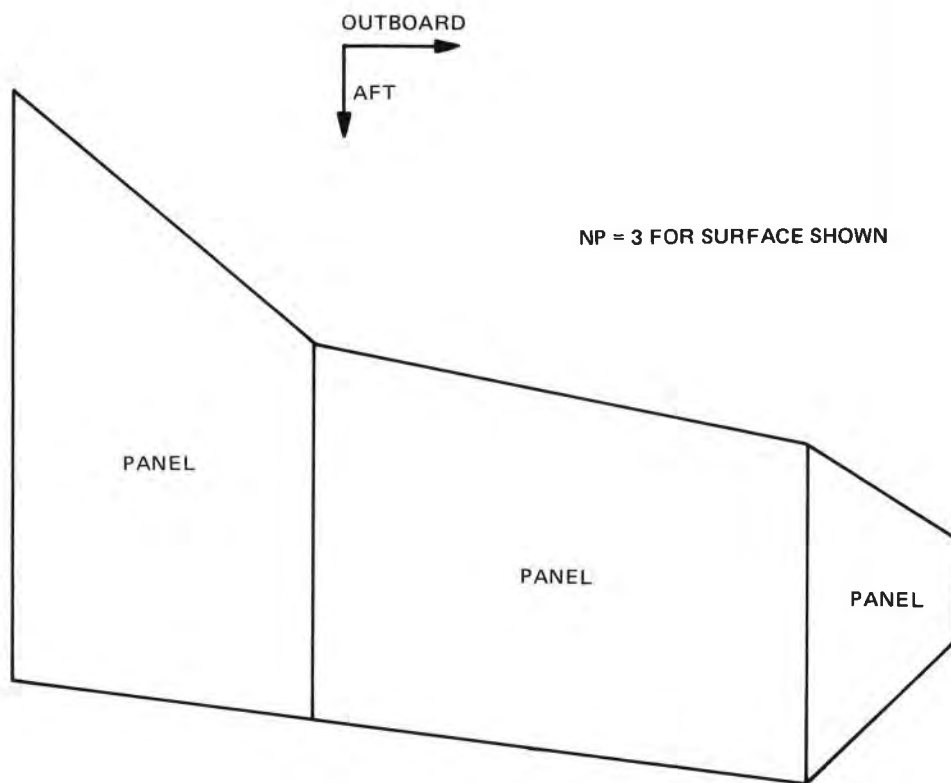 OUTBOARD
AFT
NP = 3 FOR SURFACE SHOWN
PANEL
PANEL
PANEL